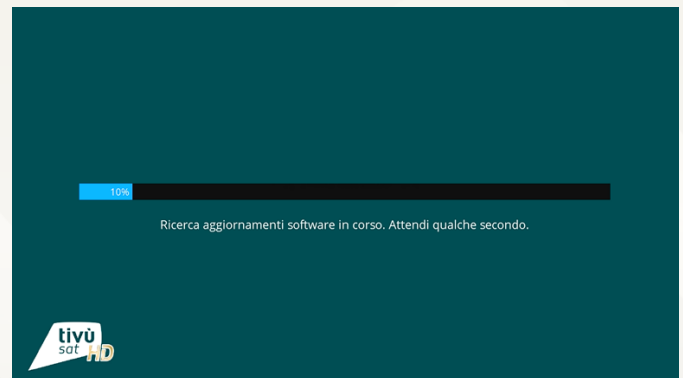 10%
Ricerca aggiornamenti software in corso. Attendi qualche secondo.
tivù
sat HD